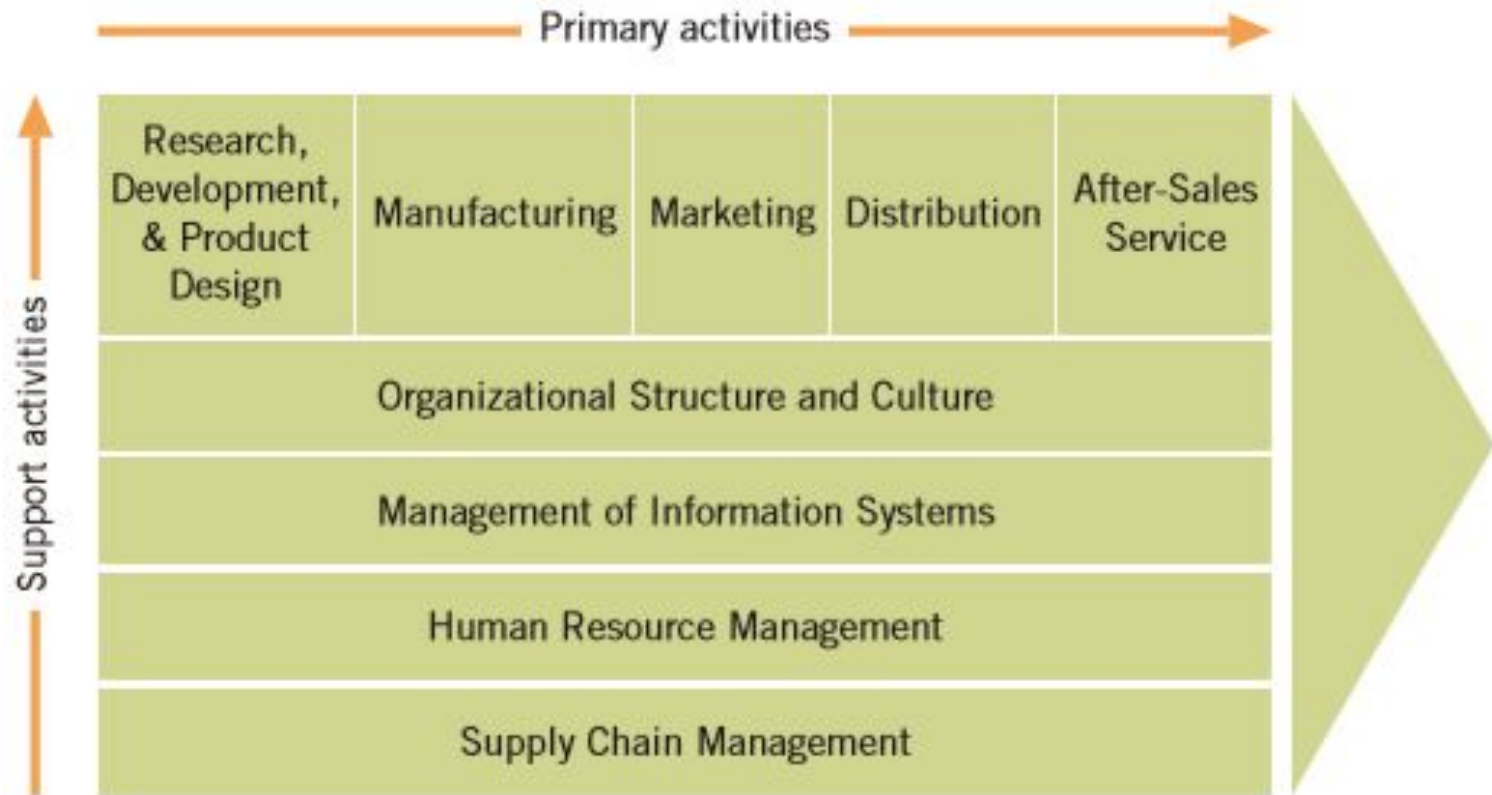 Primary activities
Support activities
Research,
Development,
& Product
Design
Manufacturing
Marketing
Distribution
After-Sales
Service
Organizational Structure and Culture
Management of Information Systems
Human Resource Management
Supply Chain Management